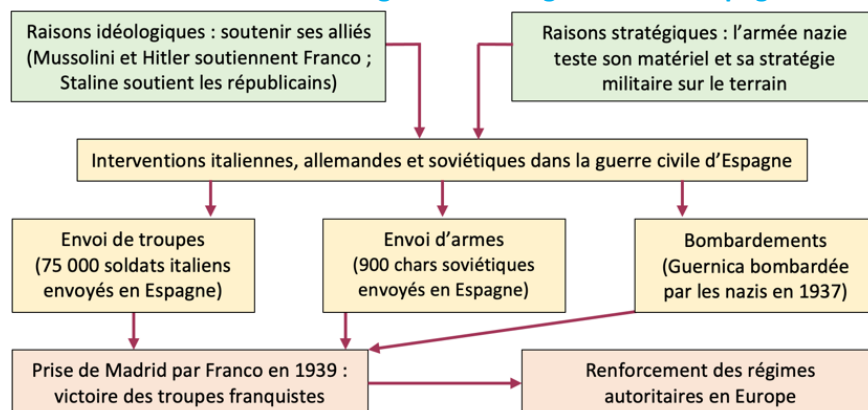 Raisons idéologiques : soutenir ses alliés
(Mussolini et Hitler soutiennent Franco ;
Staline soutient les républicains)
Raisons stratégiques : l’armée nazie
teste son matériel et sa stratégie
militaire sur le terrain
Interventions italiennes, allemandes et soviétiques dans la guerre civile d’Espagne
Envoi de troupes
(75 000 soldats italiens
envoyés en Espagne)
Envoi d’armes
(900 chars soviétiques
envoyés en Espagne)
Bombardements
(Guernica bombardée
par les nazis en 1937)
Prise de Madrid par Franco en 1939 :
victoire des troupes franquistes
Renforcement des régimes
autoritaires en Europe